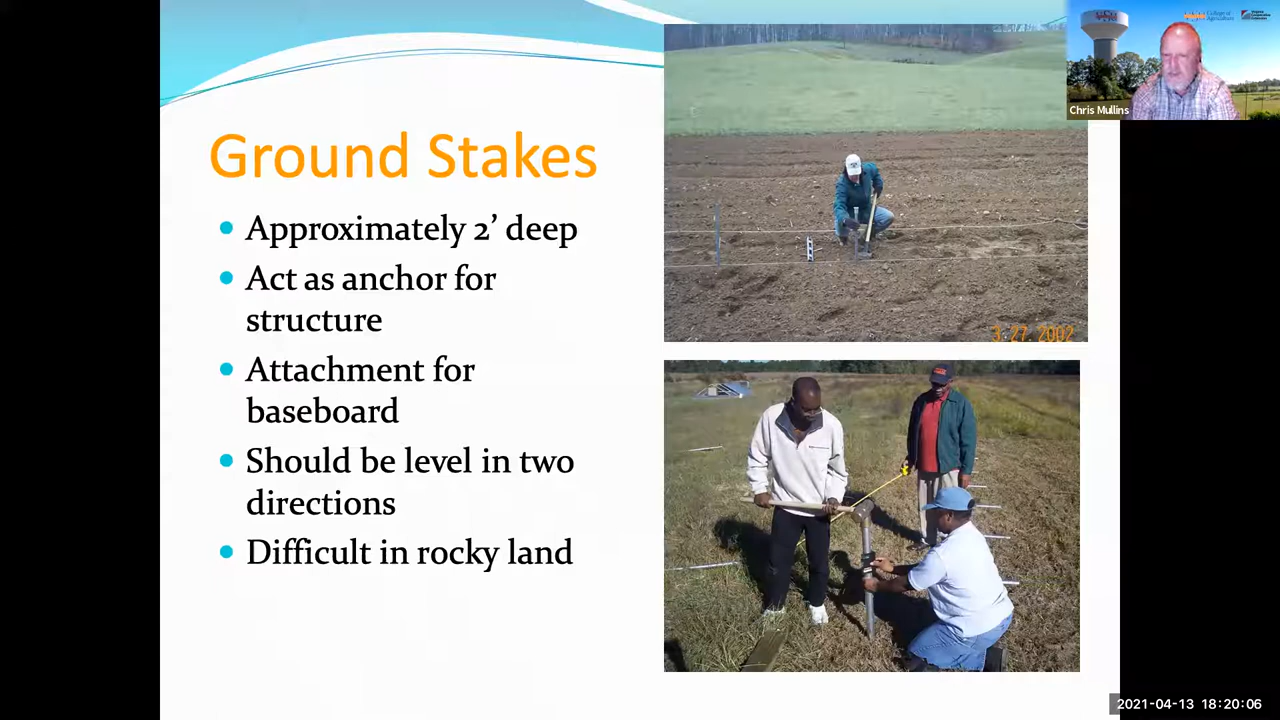 Ground Stakes
• Approximately 2’ deep
• Act as anchor for
structure
• Attachment for
baseboard
• Should be level in two
directions
• Difficult in rocky land
3.27.2002
Chris Mullins
2021-04-13 18:20:06